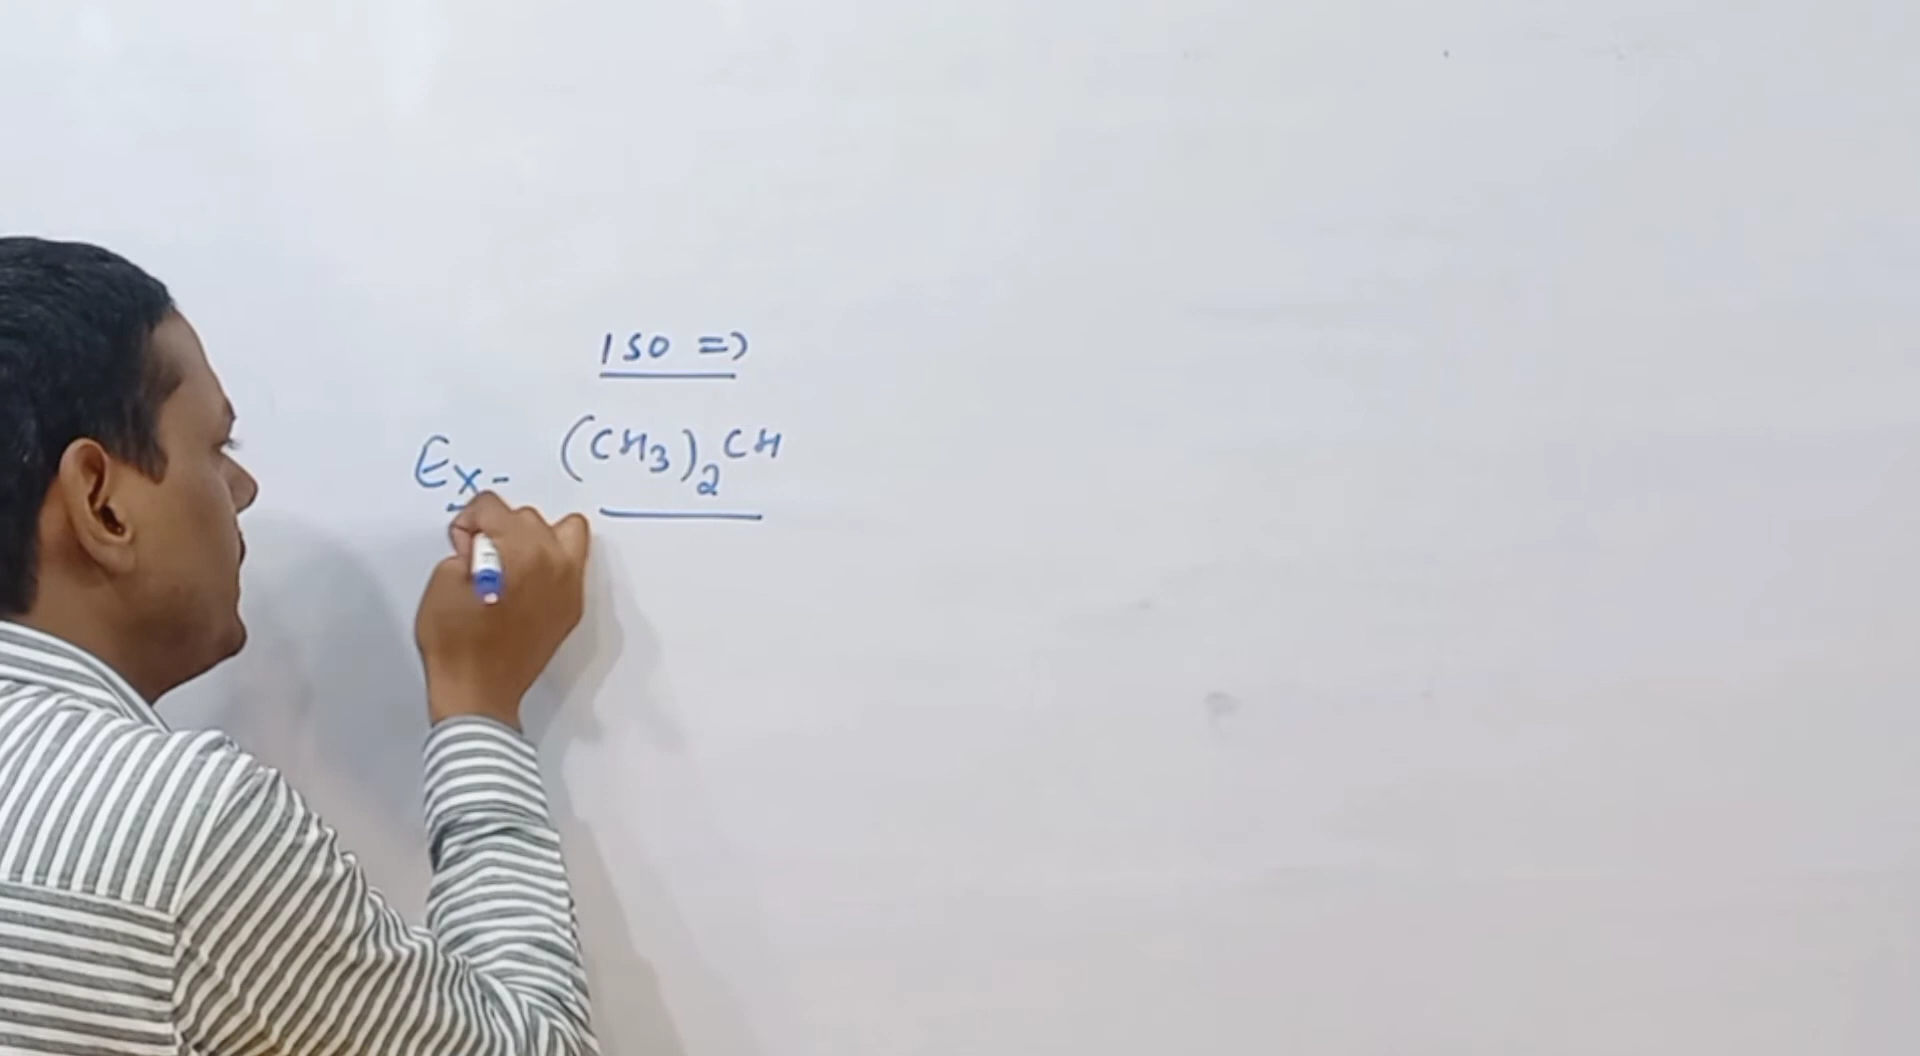 ISO =>
Ex- (CH3)2CH